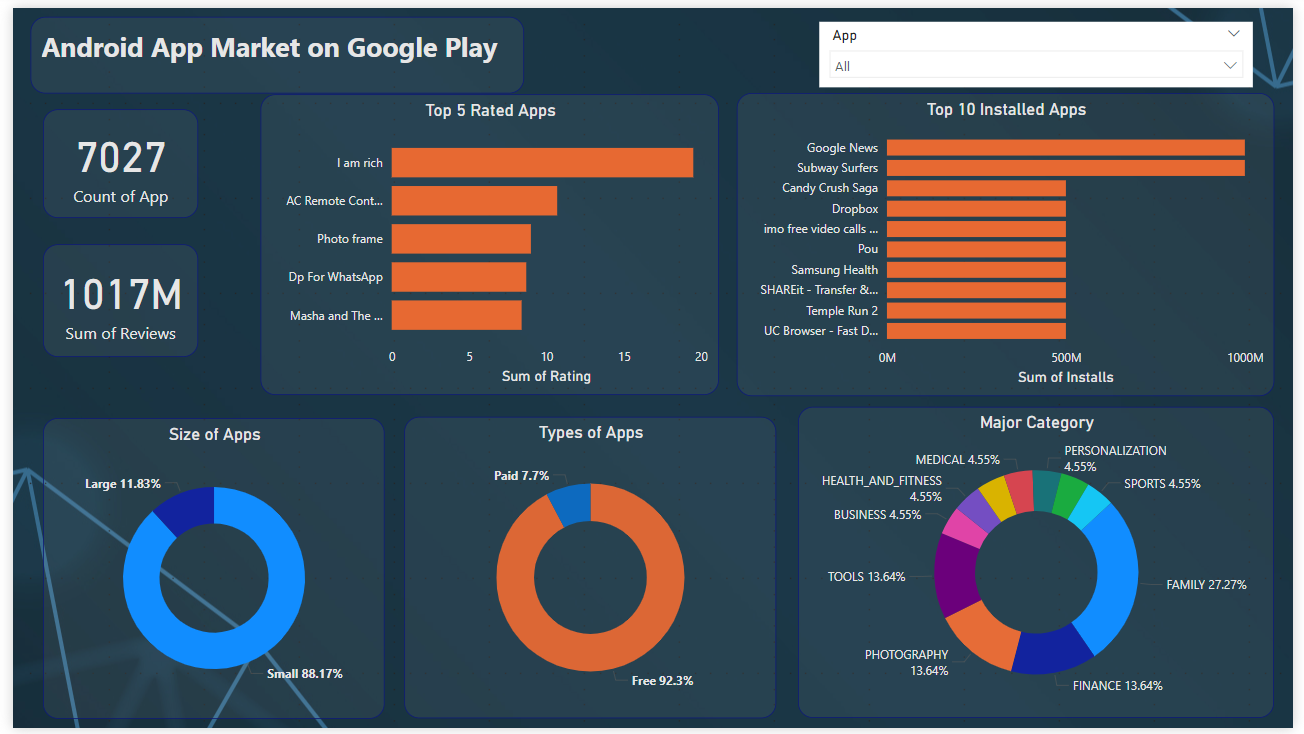 Android App Market on Google Play
App
All
7027
Count of App
1017M
Sum of Reviews
Top 5 Rated Apps
I am rich
AC Remote Cont...
Photo frame
Dp For WhatsApp
Masha and The ...
0 5 10 15 20
Sum of Rating
Top 10 Installed Apps
Google News
Subway Surfers
Candy Crush Saga
Dropbox
imo free video calls ...
Pou
Samsung Health
SHAREit - Transfer &...
Temple Run 2
UC Browser - Fast D...
0M 500M 1000M
Sum of Installs
Size of Apps
Large 11.83%
Small 88.17%
Types of Apps
Paid 7.7%
Free 92.3%
Major Category
PERSONALIZATION
4.55%
MEDICAL 4.55%
HEALTH_AND_FITNESS
4.55%
SPORTS 4.55%
BUSINESS 4.55%
TOOLS 13.64%
FAMILY 27.27%
PHOTOGRAPHY
13.64%
FINANCE 13.64%